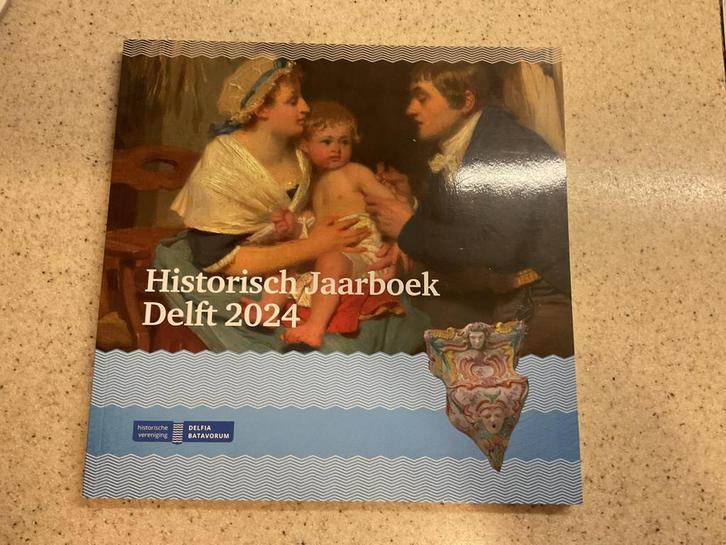 Historisch Jaarboek
Delft 2024
historische
vereniging
DELFIA
BATAVORUM